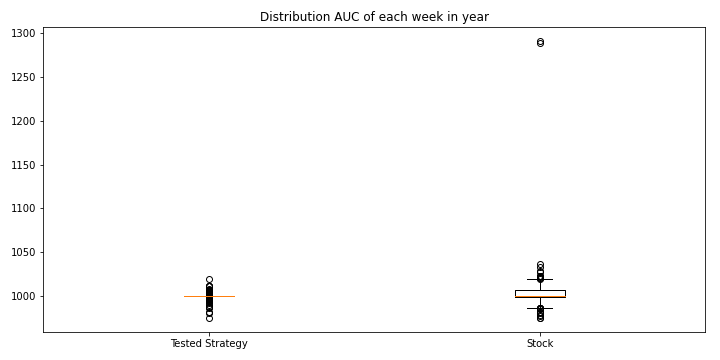 Distribution AUC of each week in year
1300
1250
1200
1150
1100
1050
1000
Tested Strategy
Stock